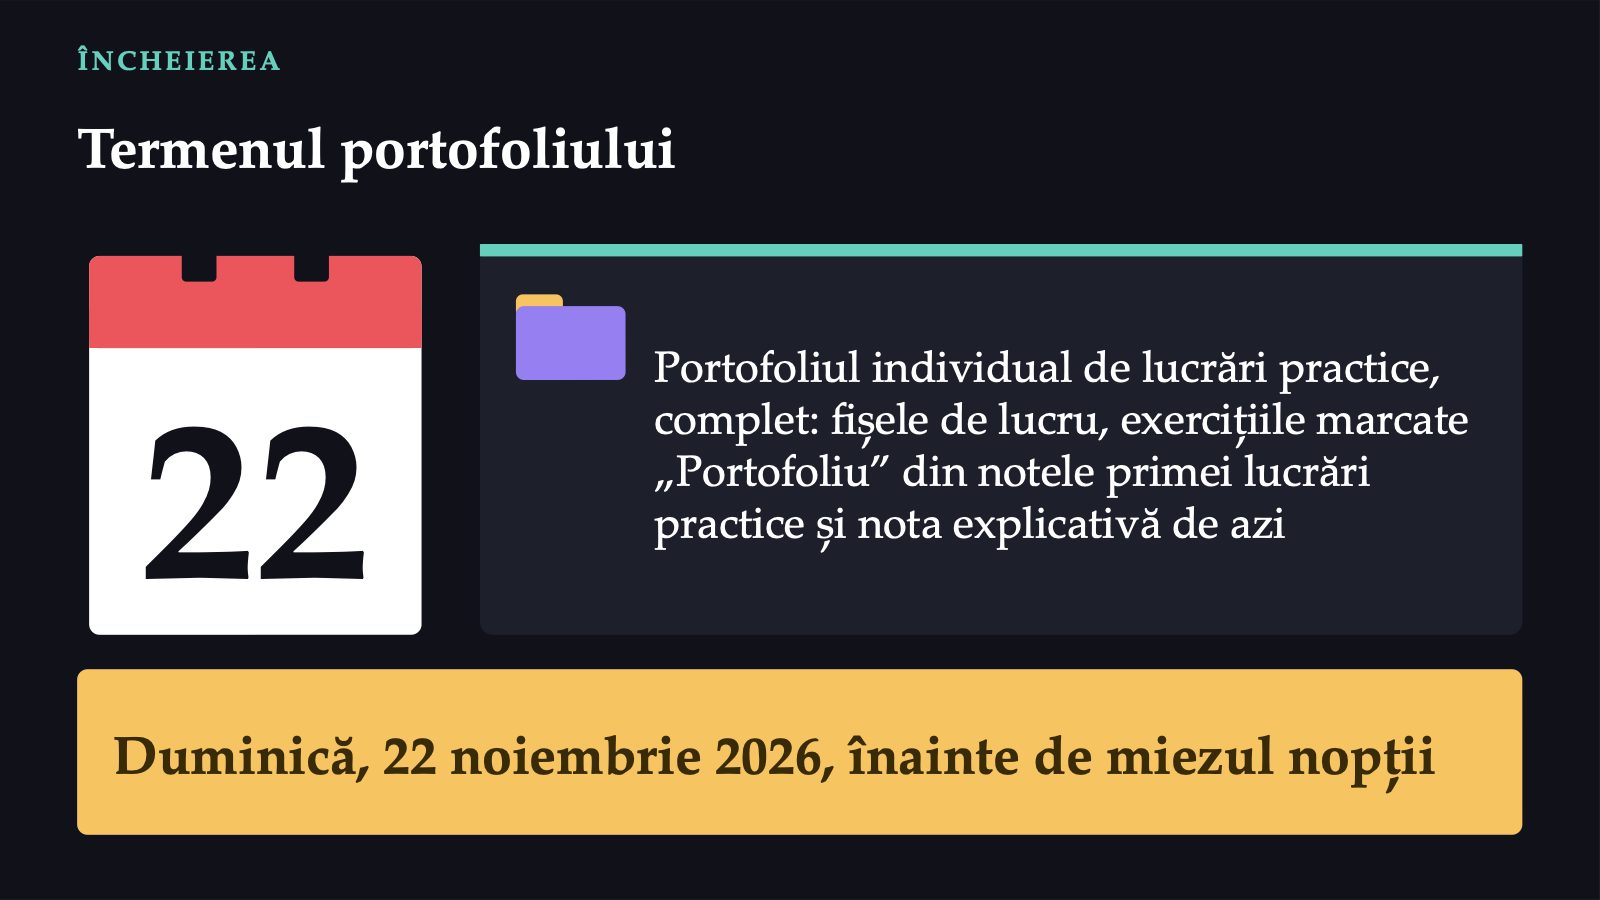 ÎNCHEIEREA
Termenul portofoliului
22
Portofoliul individual de lucrări practice,
complet: fișele de lucru, exercițiile marcate
„Portofoliu” din notele primei lucrări
practice și nota explicativă de azi
Duminică, 22 noiembrie 2026, înainte de miezul nopții